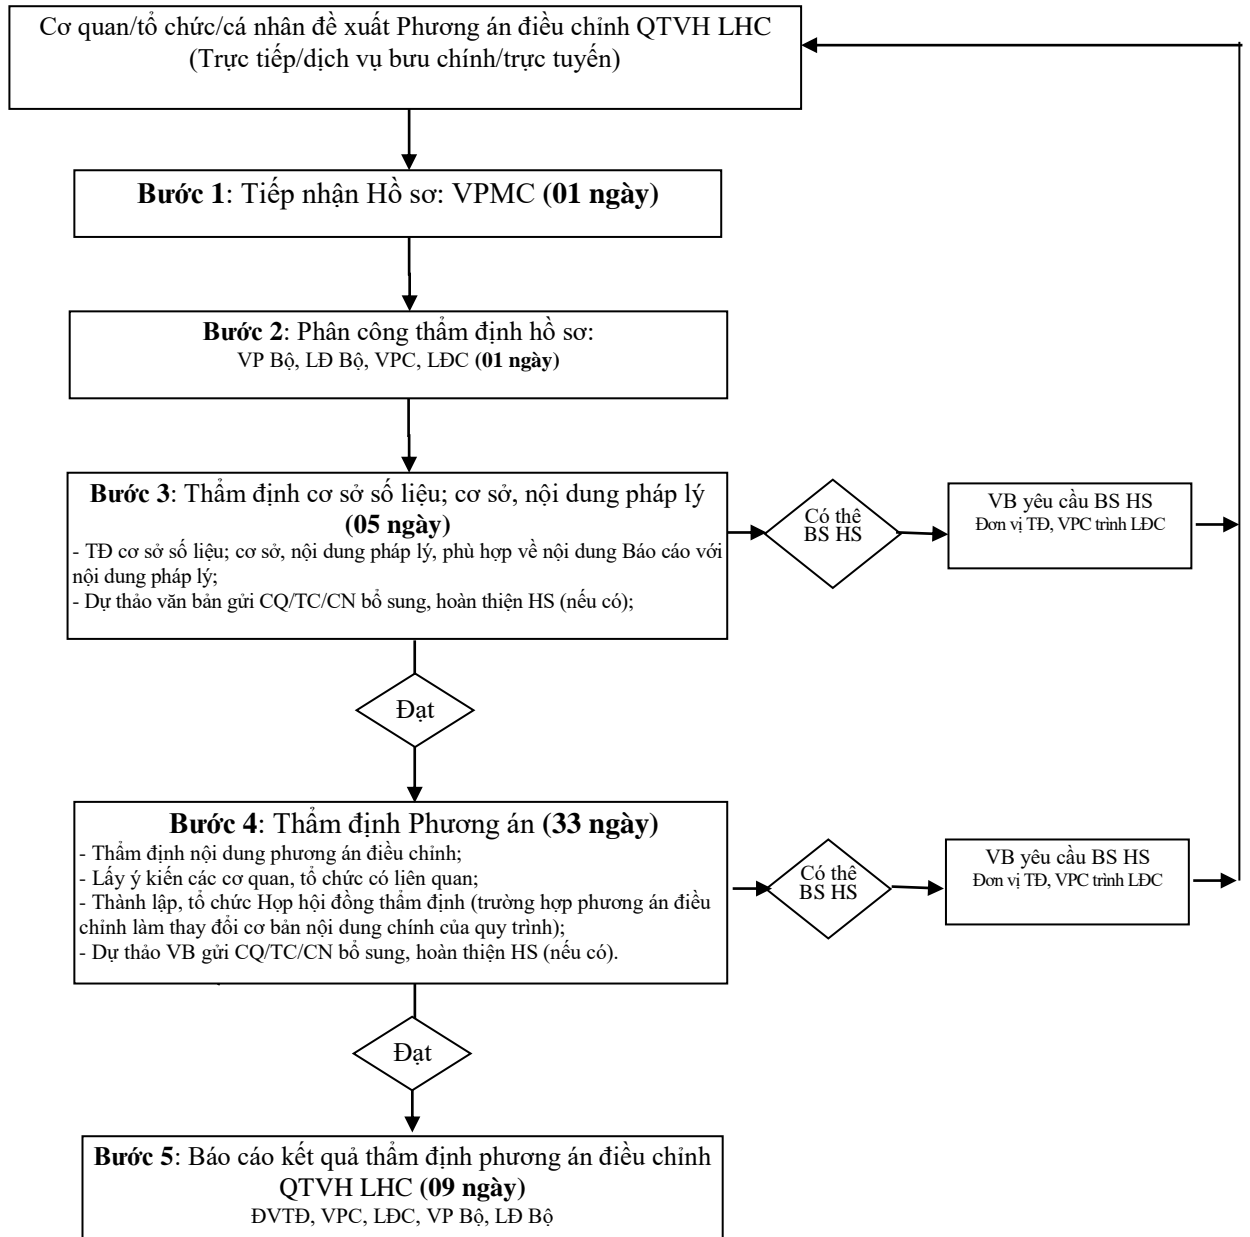 Cơ quan/tổ chức/cá nhân đề xuất Phương án điều chỉnh QTVH LHC
(Trực tiếp/dịch vụ bưu chính/trực tuyến)
Bước 1: Tiếp nhận Hồ sơ: VPMC (01 ngày)
Bước 2: Phân công thẩm định hồ sơ:
VP Bộ, LĐ Bộ, VPC, LĐC (01 ngày)
Bước 3: Thẩm định cơ sở số liệu; cơ sở, nội dung pháp lý
(05 ngày)
- TĐ cơ sở số liệu; cơ sở, nội dung pháp lý, phù hợp về nội dung Báo cáo với
nội dung pháp lý;
- Dự thảo văn bản gửi CQ/TC/CN bổ sung, hoàn thiện HS (nếu có);
Có thể
BS HS
VB yêu cầu BS HS
Đơn vị TĐ, VPC trình LĐC
Đạt
Bước 4: Thẩm định Phương án (33 ngày)
- Thẩm định nội dung phương án điều chỉnh;
- Lấy ý kiến các cơ quan, tổ chức có liên quan;
- Thành lập, tổ chức Họp hội đồng thẩm định (trường hợp phương án điều
chỉnh làm thay đổi cơ bản nội dung chính của quy trình);
- Dự thảo VB gửi CQ/TC/CN bổ sung, hoàn thiện HS (nếu có).
Có thể
BS HS
VB yêu cầu BS HS
Đơn vị TĐ, VPC trình LĐC
Đạt
Bước 5: Báo cáo kết quả thẩm định phương án điều chỉnh
QTVH LHC (09 ngày)
ĐVTĐ, VPC, LĐC, VP Bộ, LĐ Bộ